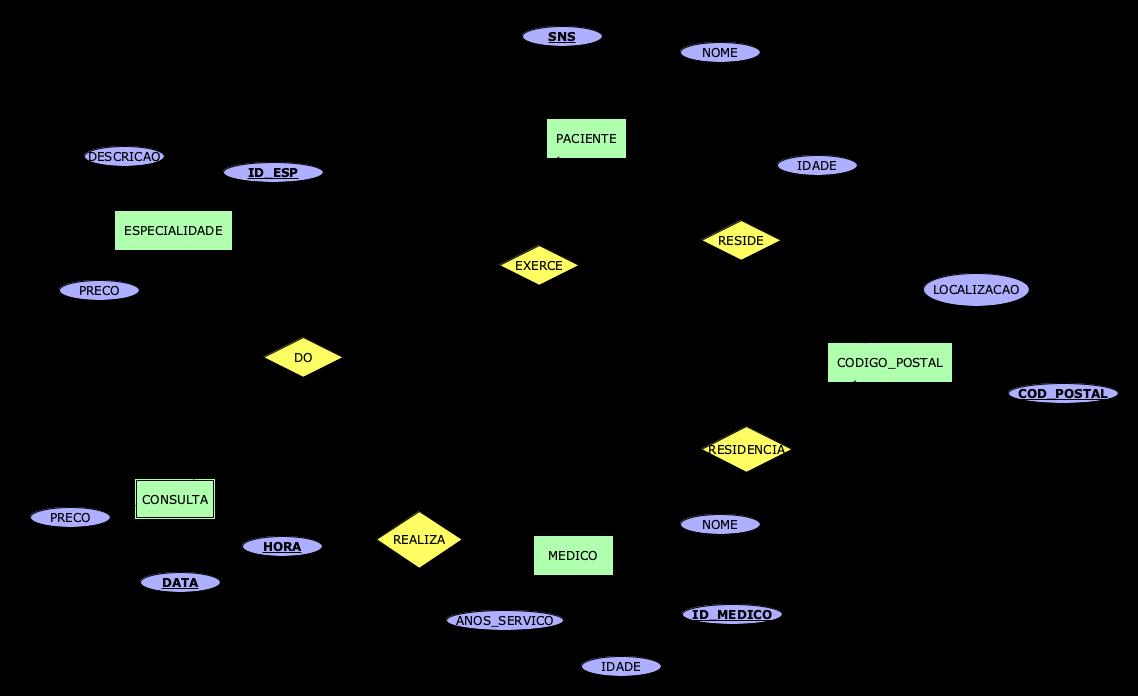 SNS
NOME
PACIENTE
DESCRICAO
ID_ESP
IDADE
ESPECIALIDADE
RESIDE
EXERCE
PRECO
LOCALIZACAO
DO
CODIGO_POSTAL
COD_POSTAL
RESIDENCIA
CONSULTA
PRECO
NOME
REALIZA
HORA
MEDICO
DATA
ID_MEDICO
ANOS_SERVICO
IDADE